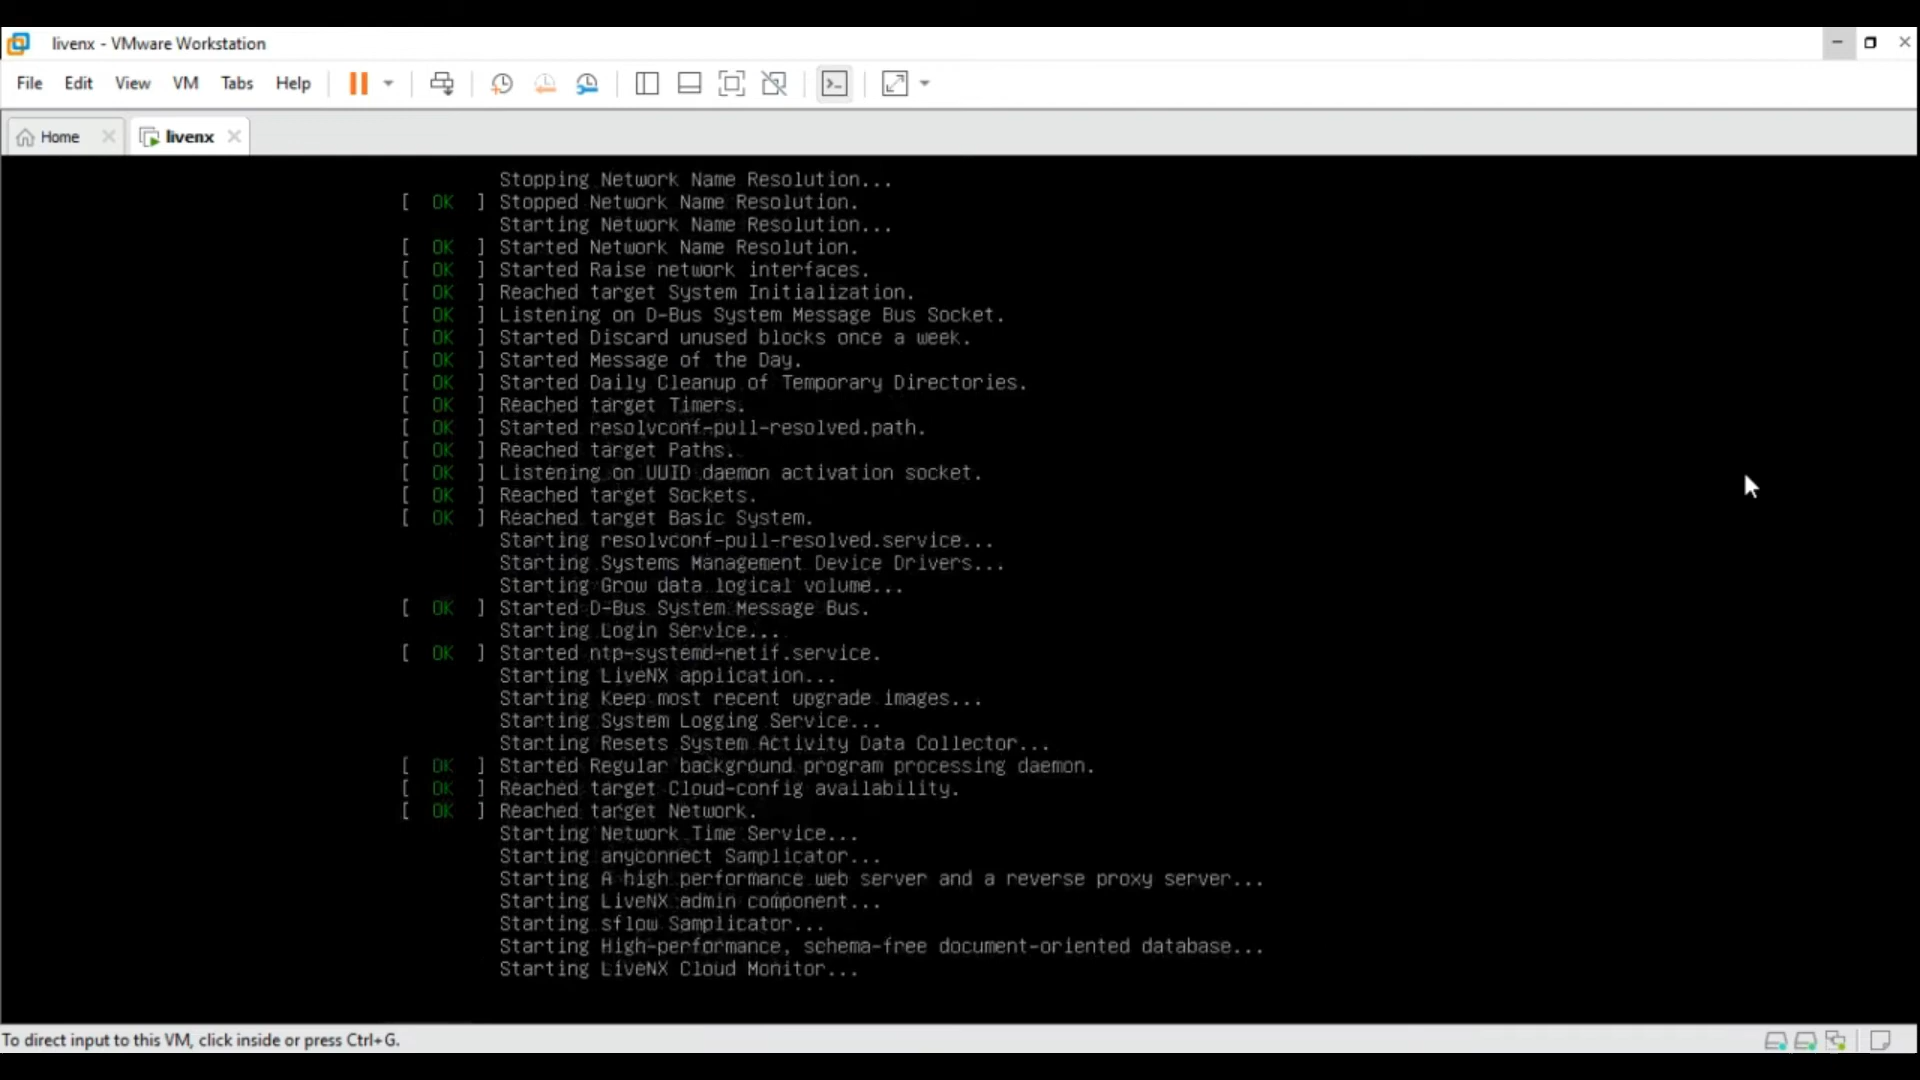 livenx - VMware Workstation
File Edit View VM Tabs Help
Home livenx
Stopping Network Name Resolution...
[ OK ] Stopped Network Name Resolution.
Starting Network Name Resolution...
[ OK ] Started Network Name Resolution.
[ OK ] Started Raise network interfaces.
[ OK ] Reached target System Initialization.
[ OK ] Listening on D-Bus System Message Bus Socket.
[ OK ] Started Discard unused blocks once a week.
[ OK ] Started Message of the Day.
[ OK ] Started Daily Cleanup of Temporary Directories.
[ OK ] Reached target Timers.
[ OK ] Started resolvconf-pull-resolved.path.
[ OK ] Reached target Paths.
[ OK ] Listening on UUID daemon activation socket.
[ OK ] Reached target Sockets.
[ OK ] Reached target Basic System.
Starting resolvconf-pull-resolved.service...
Starting Systems Management Device Drivers...
Starting Grow data logical volume...
[ OK ] Started D-Bus System Message Bus.
Starting Login Service...
[ OK ] Started ntp-systemd-netif.service.
Starting LiveNX application...
Starting Keep most recent upgrade images...
Starting System Logging Service...
Starting Resets System Activity Data Collector...
[ OK ] Started Regular background program processing daemon.
[ OK ] Reached target Cloud-config availability.
[ OK ] Reached target Network.
Starting Network Time Service...
Starting anyconnect Samplicator...
Starting A high performance web server and a reverse proxy server...
Starting LiveNX admin component...
Starting sflow Samplicator...
Starting High-performance, schema-free document-oriented database...
Starting LiveNX Cloud Monitor...
To direct input to this VM, click inside or press Ctrl+G.